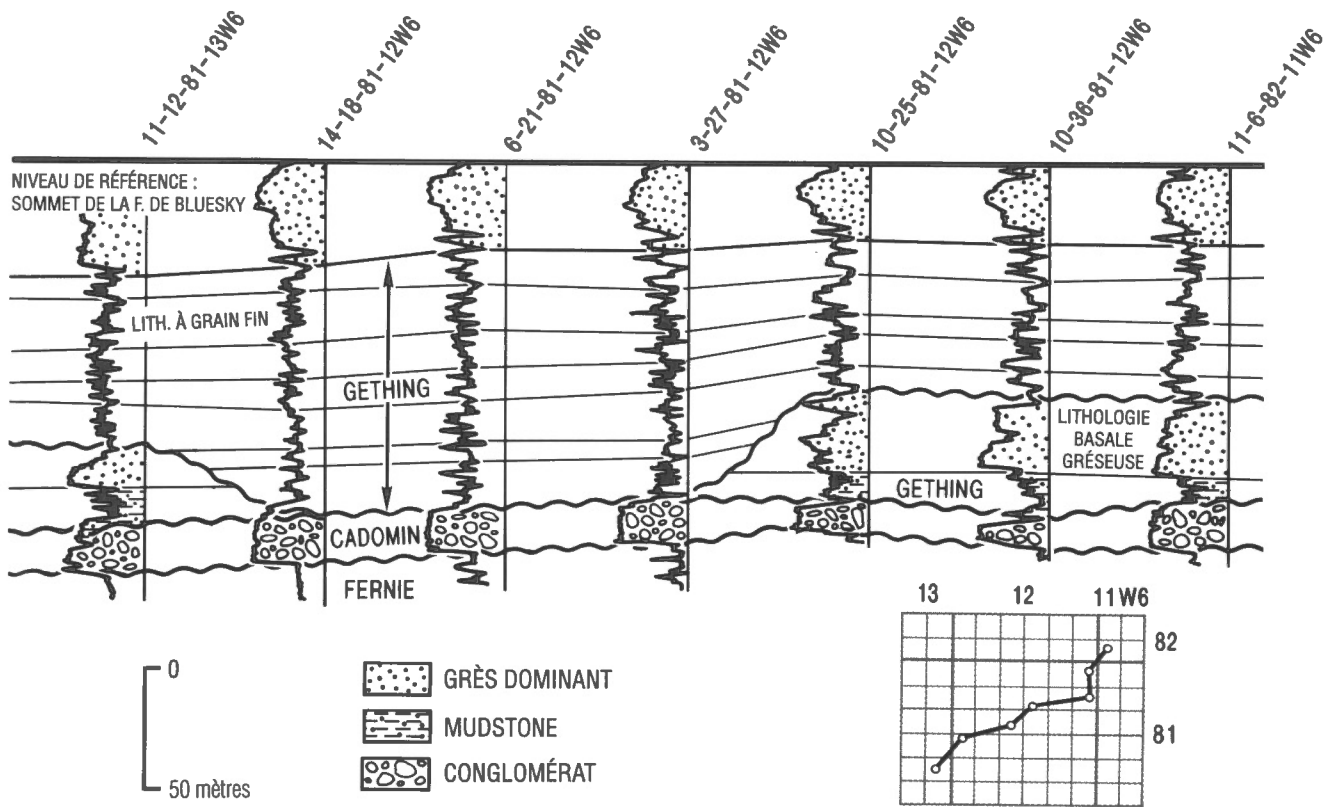 11-12-81-13W6
14-18-81-12W6
6-21-81-12W6
3-27-81-12W6
10-25-81-12W6
10-36-81-12W6
11-6-82-11W6
NIVEAU DE RÉFÉRENCE :
SOMMET DE LA F. DE BLUESKY
LITH. À GRAIN FIN
GETHING
LITHOLOGIE
BASALE
GRÉSEUSE
GETHING
CADOMIN
FERNIE
0
50 mètres
GRÈS DOMINANT
MUDSTONE
CONGLOMÉRAT
13 12 11W6
82
81